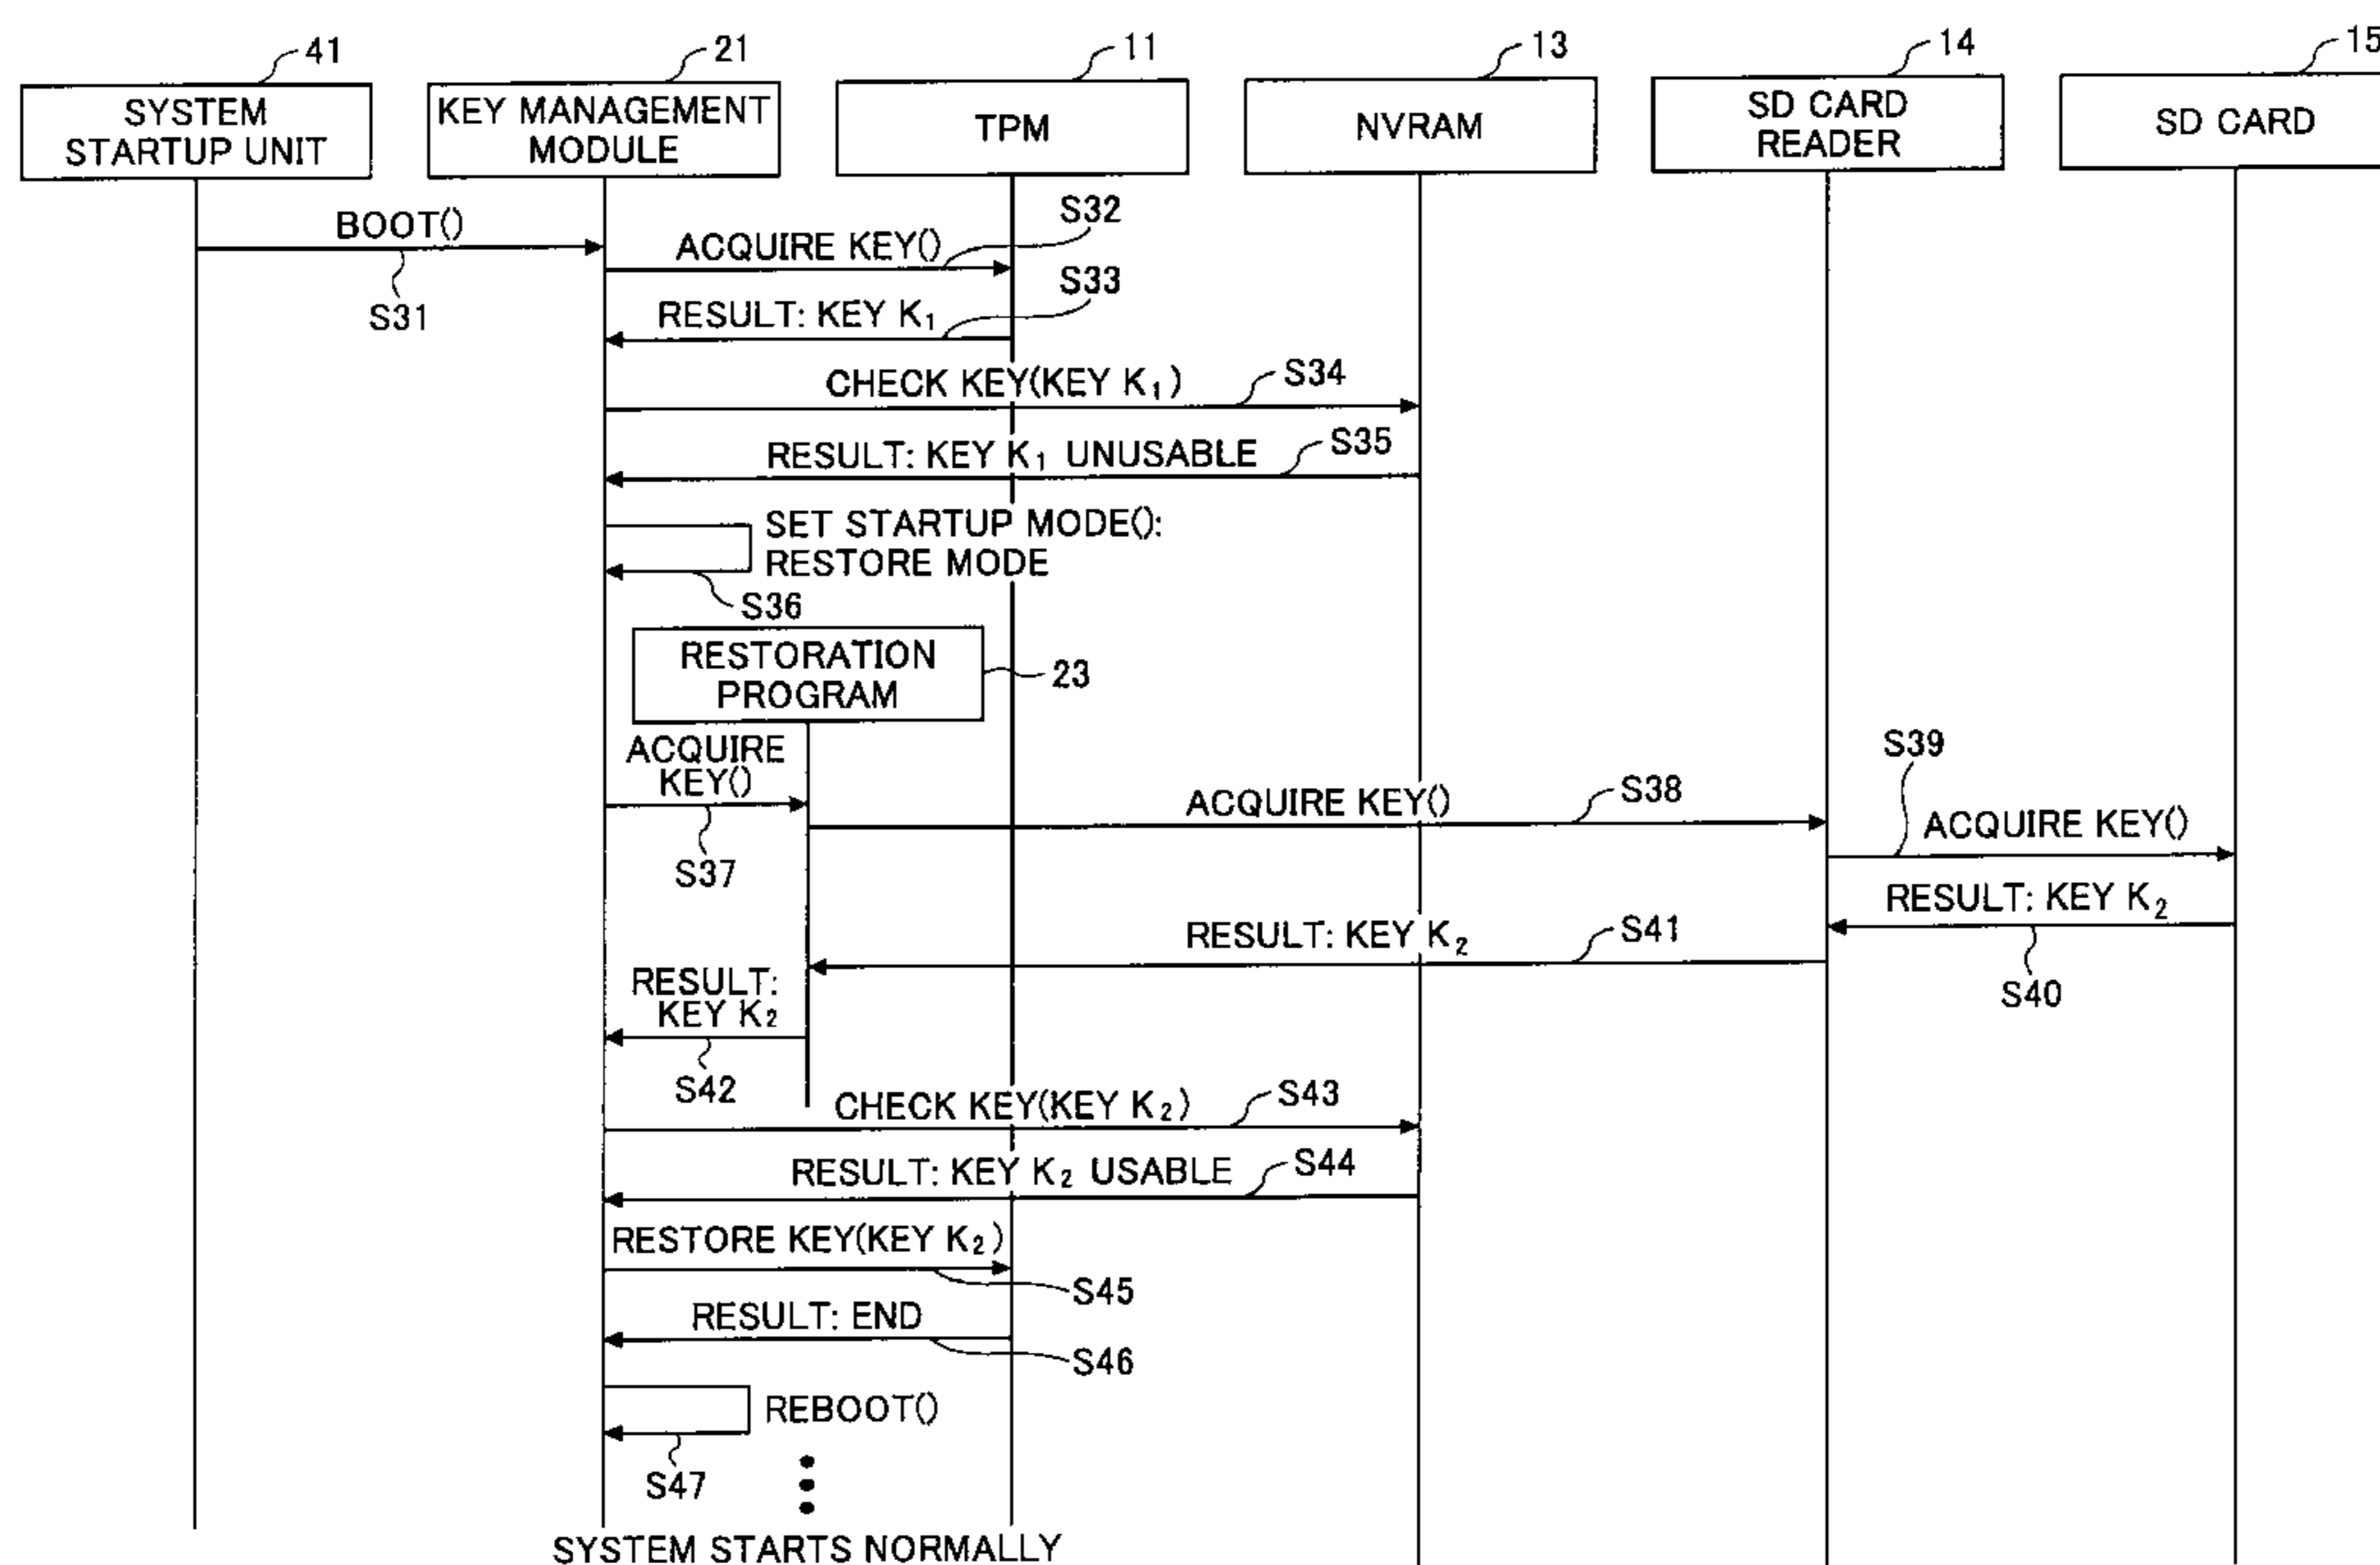 41
21
11
13
14
15
SYSTEM
STARTUP UNIT
KEY MANAGEMENT
MODULE
TPM
NVRAM
SD CARD
READER
SD CARD
BOOT()
S31
ACQUIRE KEY()
S32
RESULT: KEY K₁
S33
CHECK KEY(KEY K₁)
S34
RESULT: KEY K₁ UNUSABLE
S35
SET STARTUP MODE():
RESTORE MODE
S36
RESTORATION
PROGRAM
23
ACQUIRE
KEY()
S37
ACQUIRE KEY()
S38
S39
ACQUIRE KEY()
RESULT: KEY K₂
S40
RESULT: KEY K₂
S41
RESULT:
KEY K₂
S42
CHECK KEY(KEY K₂)
S43
RESULT: KEY K₂ USABLE
S44
RESTORE KEY(KEY K₂)
S45
RESULT: END
S46
REBOOT()
S47
SYSTEM STARTS NORMALLY